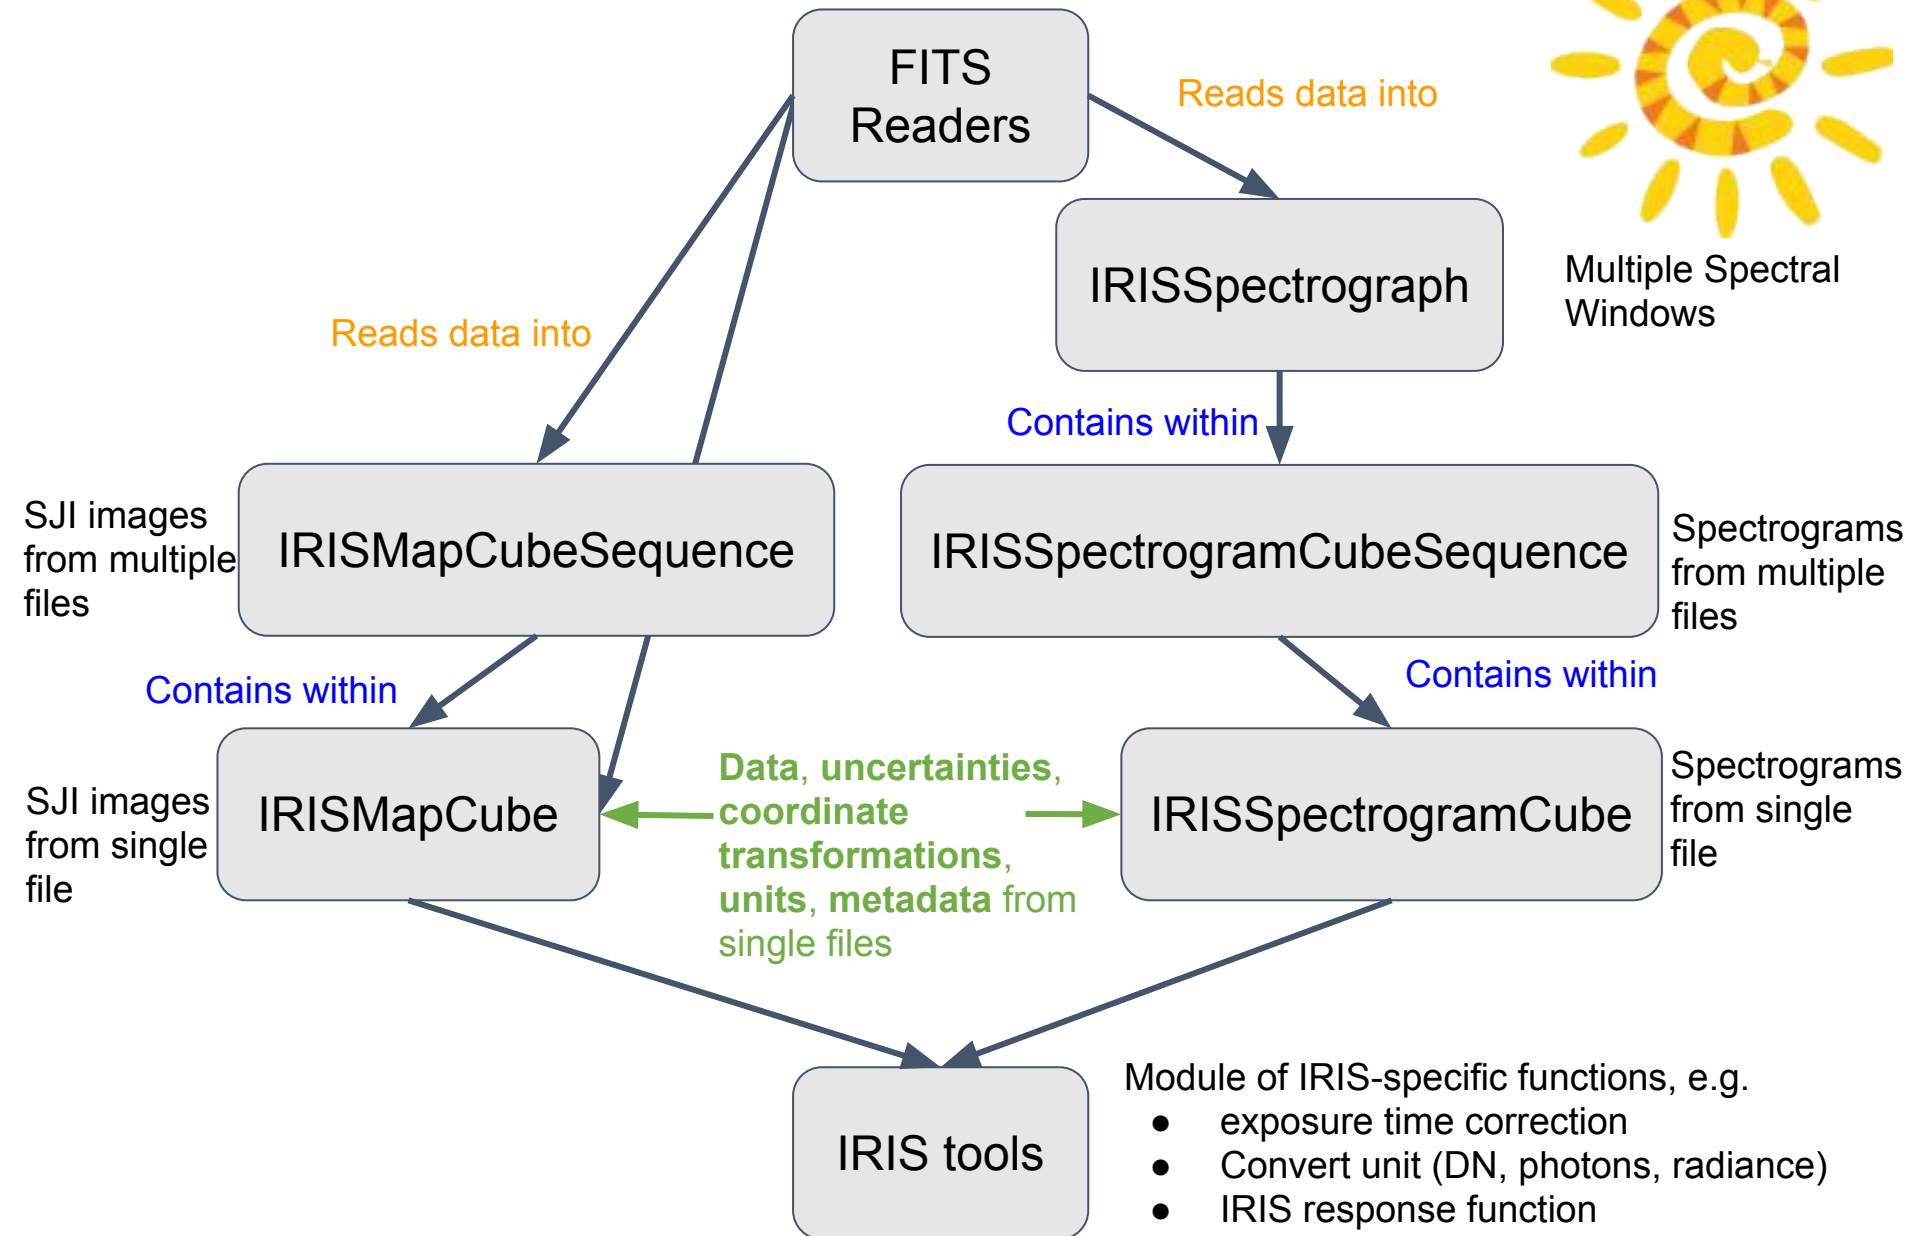 FITS
Readers
Reads data into
IRISSpectrograph
Multiple Spectral
Windows
Reads data into
Contains within
SJI images
from multiple
files
IRISMapCubeSequence
IRISSpectrogramCubeSequence
Spectrograms
from multiple
files
Contains within
Contains within
SJI images
from single
file
IRISMapCube
Data, uncertainties,
coordinate
transformations,
units, metadata from
single files
IRISSpectrogramCube
Spectrograms
from single
file
IRIS tools
Module of IRIS-specific functions, e.g.
● exposure time correction
● Convert unit (DN, photons, radiance)
● IRIS response function